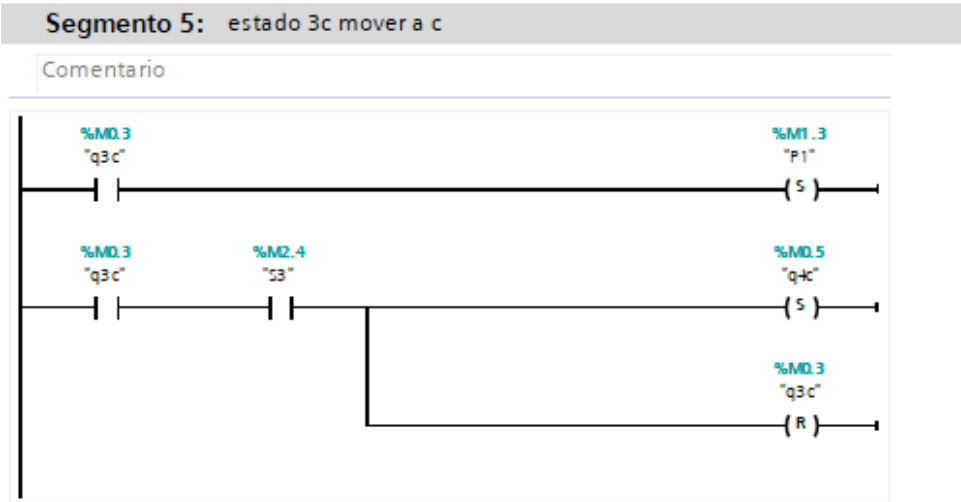 Segmento 5: estado 3c mover a c
Comentario
%M0.3 %M1.3
"q3c" "P1"
( S )
%M0.3 %M2.4 %M0.5
"q3c" "S3" "q4c"
( S )
%M0.3
"q3c"
( R )